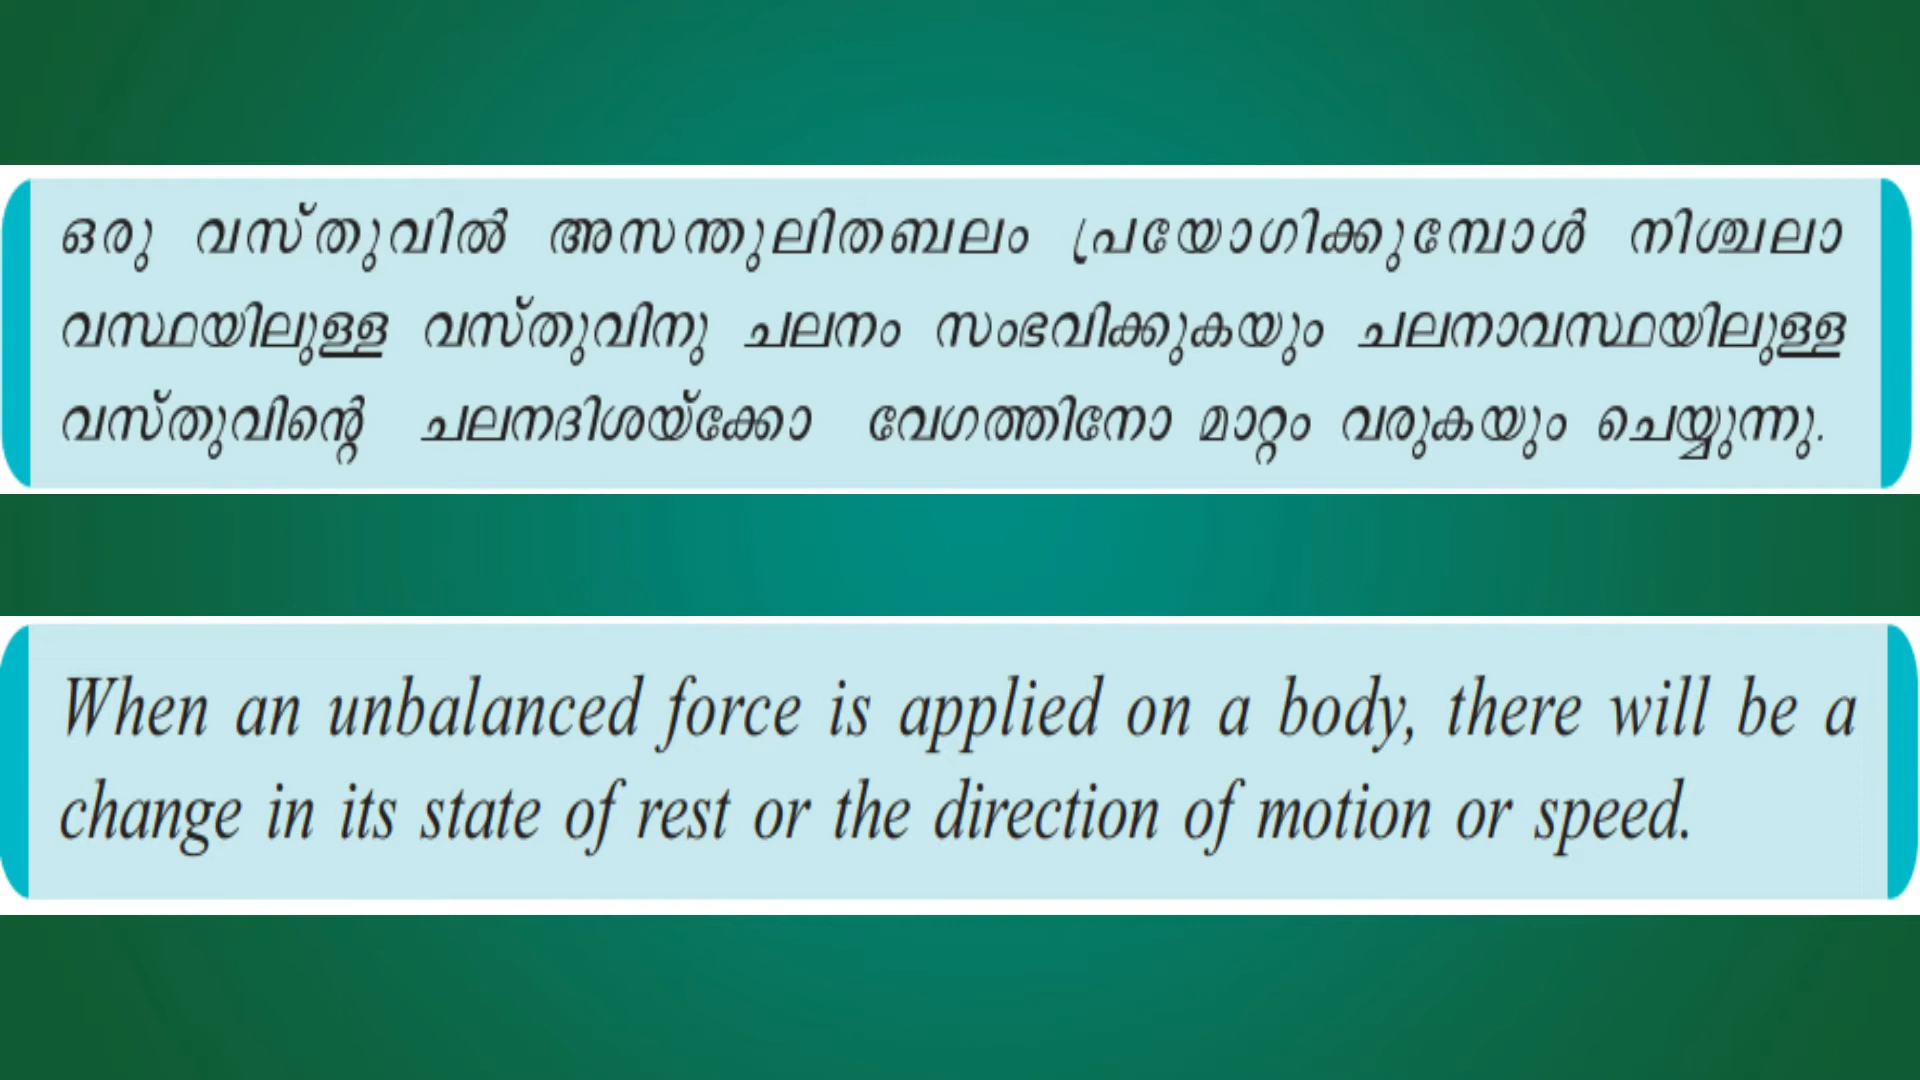 ഒരു വസ്തുവിൽ അസന്തുലിതബലം പ്രയോഗിക്കുമ്പോൾ നിശ്ചലാ
വസ്ഥയിലുള്ള വസ്തുവിനു ചലനം സംഭവിക്കുകയും ചലനാവസ്ഥയിലുള്ള
വസ്തുവിന്റെ ചലനദിശയ്ക്കോ വേഗത്തിനോ മാറ്റം വരുകയും ചെയ്യുന്നു.
When an unbalanced force is applied on a body, there will be a
change in its state of rest or the direction of motion or speed.